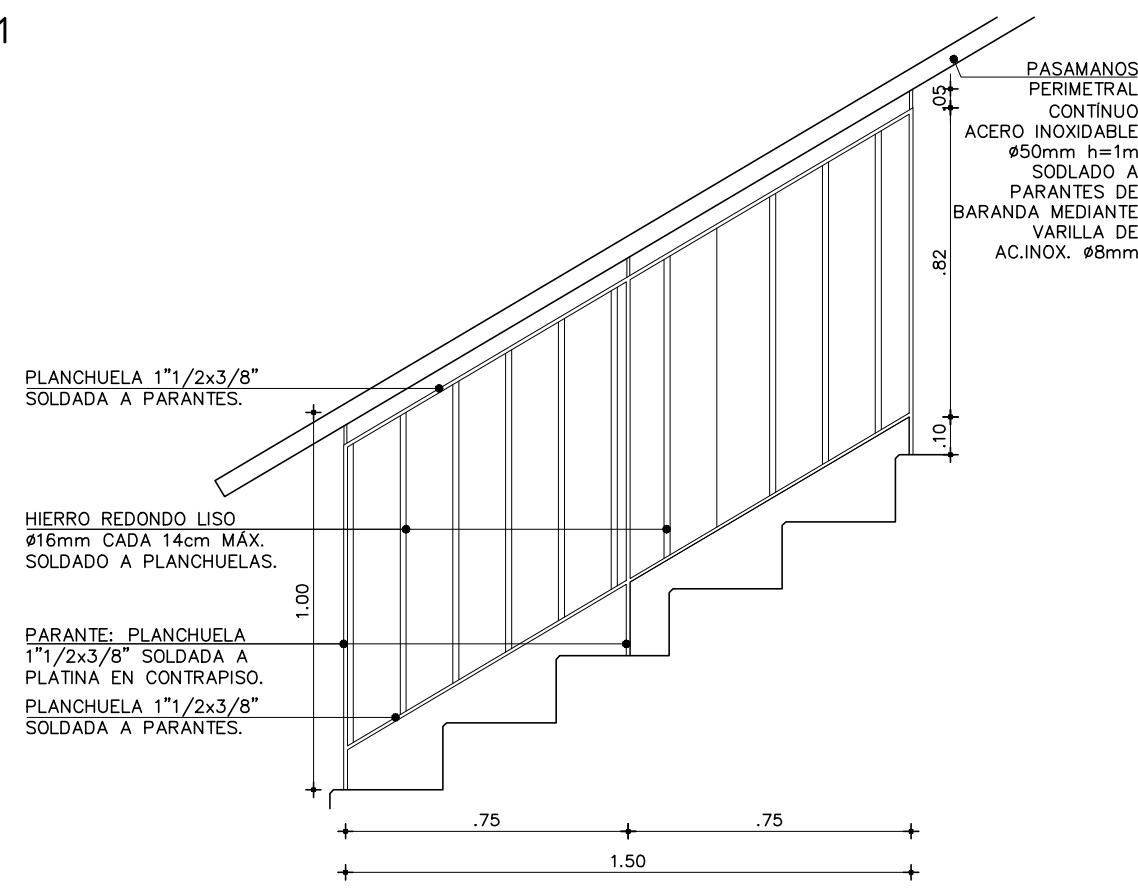 1
PASAMANOS
PERIMETRAL
CONTÍNUO
ACERO INOXIDABLE
ø50mm h=1m
SODLADO A
PARANTES DE
BARANDA MEDIANTE
VARILLA DE
AC.INOX. ø8mm
.05
.82
.10
PLANCHUELA 1"1/2x3/8"
SOLDADA A PARANTES.
HIERRO REDONDO LISO
ø16mm CADA 14cm MÁX.
SOLDADO A PLANCHUELAS.
1.00
PARANTE: PLANCHUELA
1"1/2x3/8" SOLDADA A
PLATINA EN CONTRAPISO.
PLANCHUELA 1"1/2x3/8"
SOLDADA A PARANTES.
.75
.75
1.50